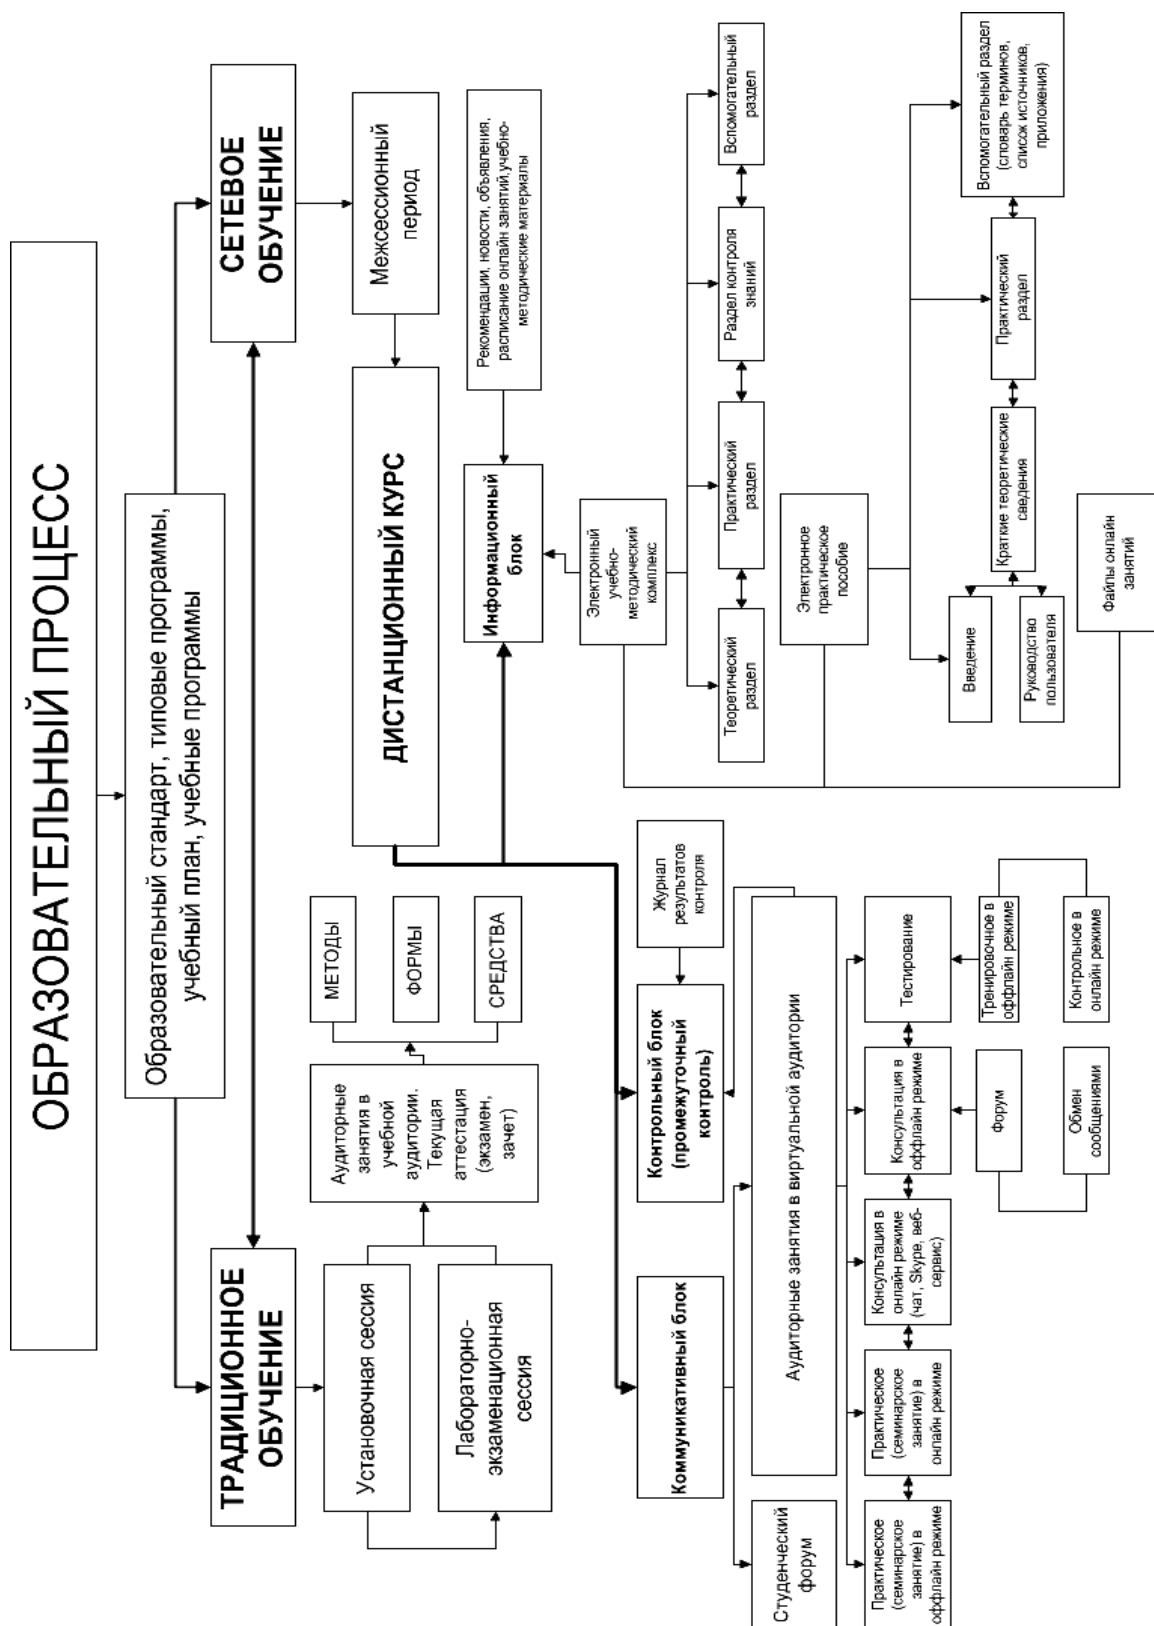 ОБРАЗОВАТЕЛЬНЫЙ ПРОЦЕСС
Образовательный стандарт, типовые программы,
учебный план, учебные программы
ТРАДИЦИОННОЕ
ОБУЧЕНИЕ
СЕТЕВОЕ
ОБУЧЕНИЕ
Установочная сессия
Лабораторно-
экзаменационная
сессия
Аудиторные
занятия в
учебной
аудитории.
Текущая
аттестация
(экзамен,
зачет)
МЕТОДЫ
ФОРМЫ
СРЕДСТВА
Межсессионный
период
ДИСТАНЦИОННЫЙ КУРС
Рекомендации, новости, объявления,
расписание онлайн занятий,учебно-
методические материалы
Информационный
блок
Коммуникативный блок
Контрольный блок
(промежуточный
контроль)
Журнал
результатов
контроля
Электронный
учебно-
методический
комплекс
Теоретический
раздел
Практический
раздел
Раздел контроля
знаний
Вспомогательный
раздел
Студенческий
форум
Аудиторные занятия в виртуальной аудитории
Электронное
практическое
пособие
Практическое
(семинарское
занятие) в
оффлайн режиме
Практическое
(семинарское
занятие) в
онлайн режиме
Консультация в
онлайн режиме
(чат, Skype, веб-
сервис)
Консультация в
оффлайн режиме
Тестирование
Введение
Руководство
пользователя
Краткие теоретические
сведения
Практический
раздел
Вспомогательный раздел
(словарь терминов,
список источников,
приложения)
Форум
Обмен
сообщениями
Тренировочное в
оффлайн режиме
Контрольное в
онлайн режиме
Файлы онлайн
занятий